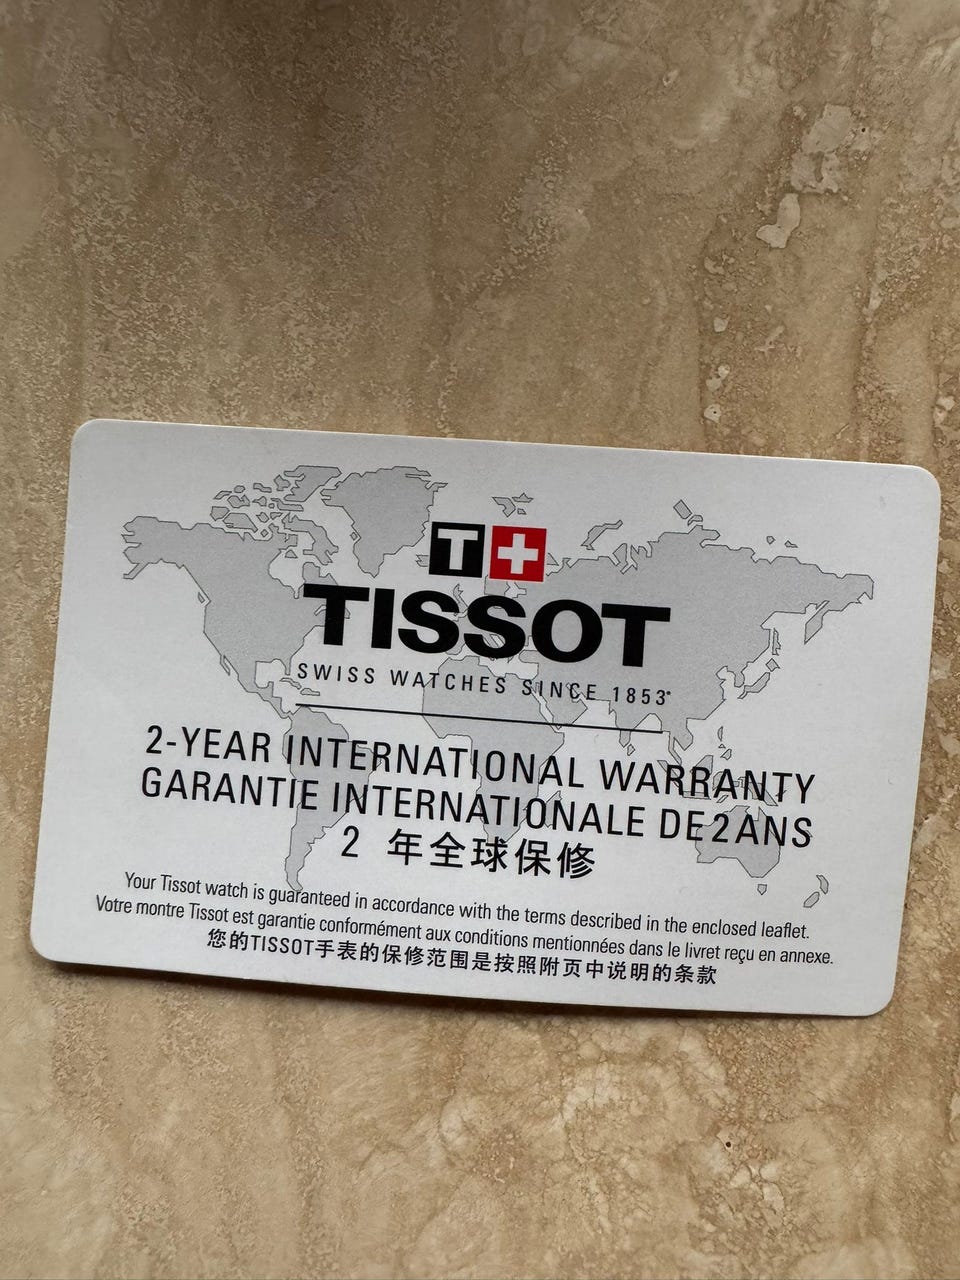 T+
TISSOT
SWISS WATCHES SINCE 1853
2-YEAR INTERNATIONAL WARRANTY
GARANTIE INTERNATIONALE DE 2 ANS
2 年全球保修
Your Tissot watch is guaranteed in accordance with the terms described in the enclosed leaflet.
Votre montre Tissot est garantie conformément aux conditions mentionnées dans le livret reçu en annexe.
您的TISSOT手表的保修范围是按照附页中说明的条款